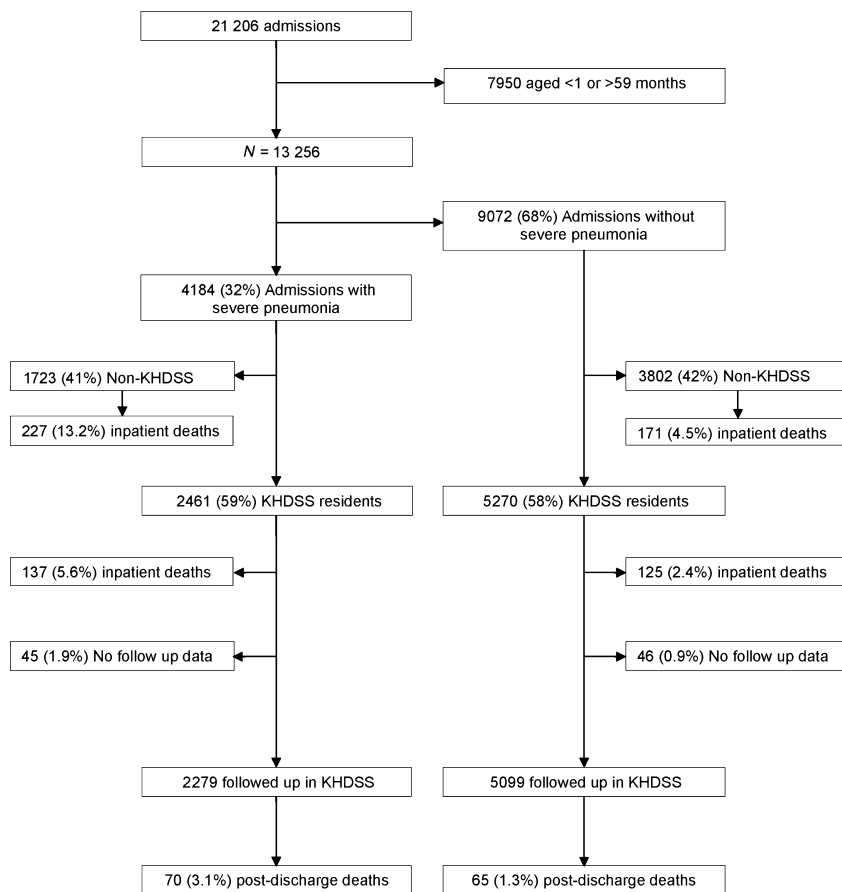 21 206 admissions
7950 aged <1 or >59 months
N = 13 256
9072 (68%) Admissions without
severe pneumonia
4184 (32%) Admissions with
severe pneumonia
1723 (41%) Non-KHDSS
3802 (42%) Non-KHDSS
227 (13.2%) inpatient deaths
171 (4.5%) inpatient deaths
2461 (59%) KHDSS residents
5270 (58%) KHDSS residents
137 (5.6%) inpatient deaths
125 (2.4%) inpatient deaths
45 (1.9%) No follow up data
46 (0.9%) No follow up data
2279 followed up in KHDSS
5099 followed up in KHDSS
70 (3.1%) post-discharge deaths
65 (1.3%) post-discharge deaths